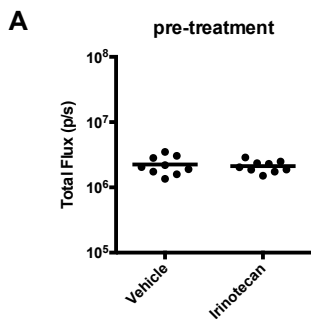 A
pre-treatment
Total Flux (p/s)
10⁸
10⁷
10⁶
10⁵
Vehicle
Irinotecan